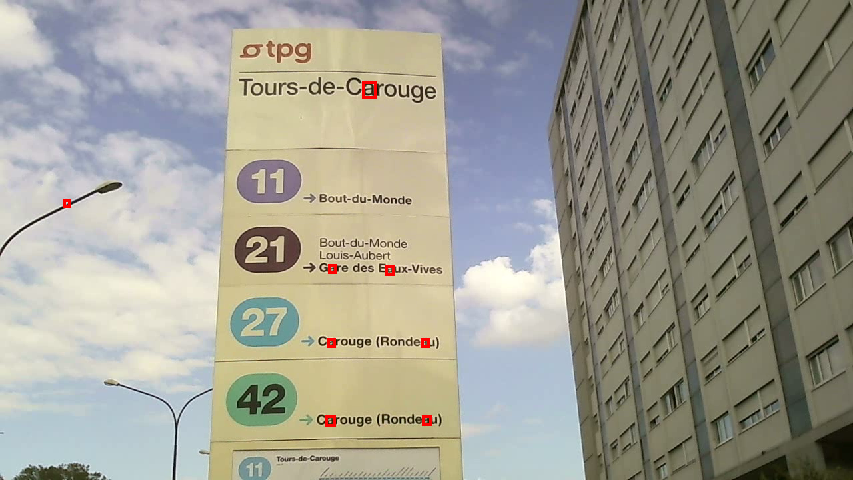 tpg
Tours-de-Carouge
11
Bout-du-Monde
21
Bout-du-Monde
Louis-Aubert
Gare des Eaux-Vives
27
Carouge (Rondeau)
42
Carouge (Rondeau)
11
Tours-de-Carouge